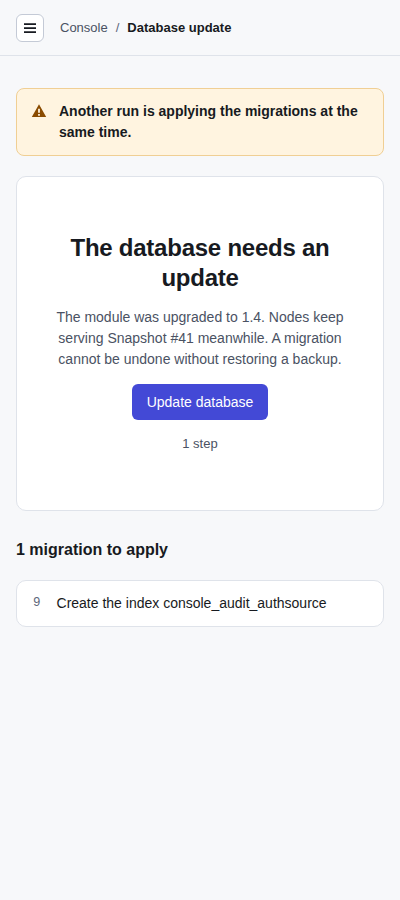 Console / Database update
Another run is applying the migrations at the
same time.
The database needs an
update
The module was upgraded to 1.4. Nodes keep
serving Snapshot #41 meanwhile. A migration
cannot be undone without restoring a backup.
Update database
1 step
1 migration to apply
9 Create the index console_audit_authsource